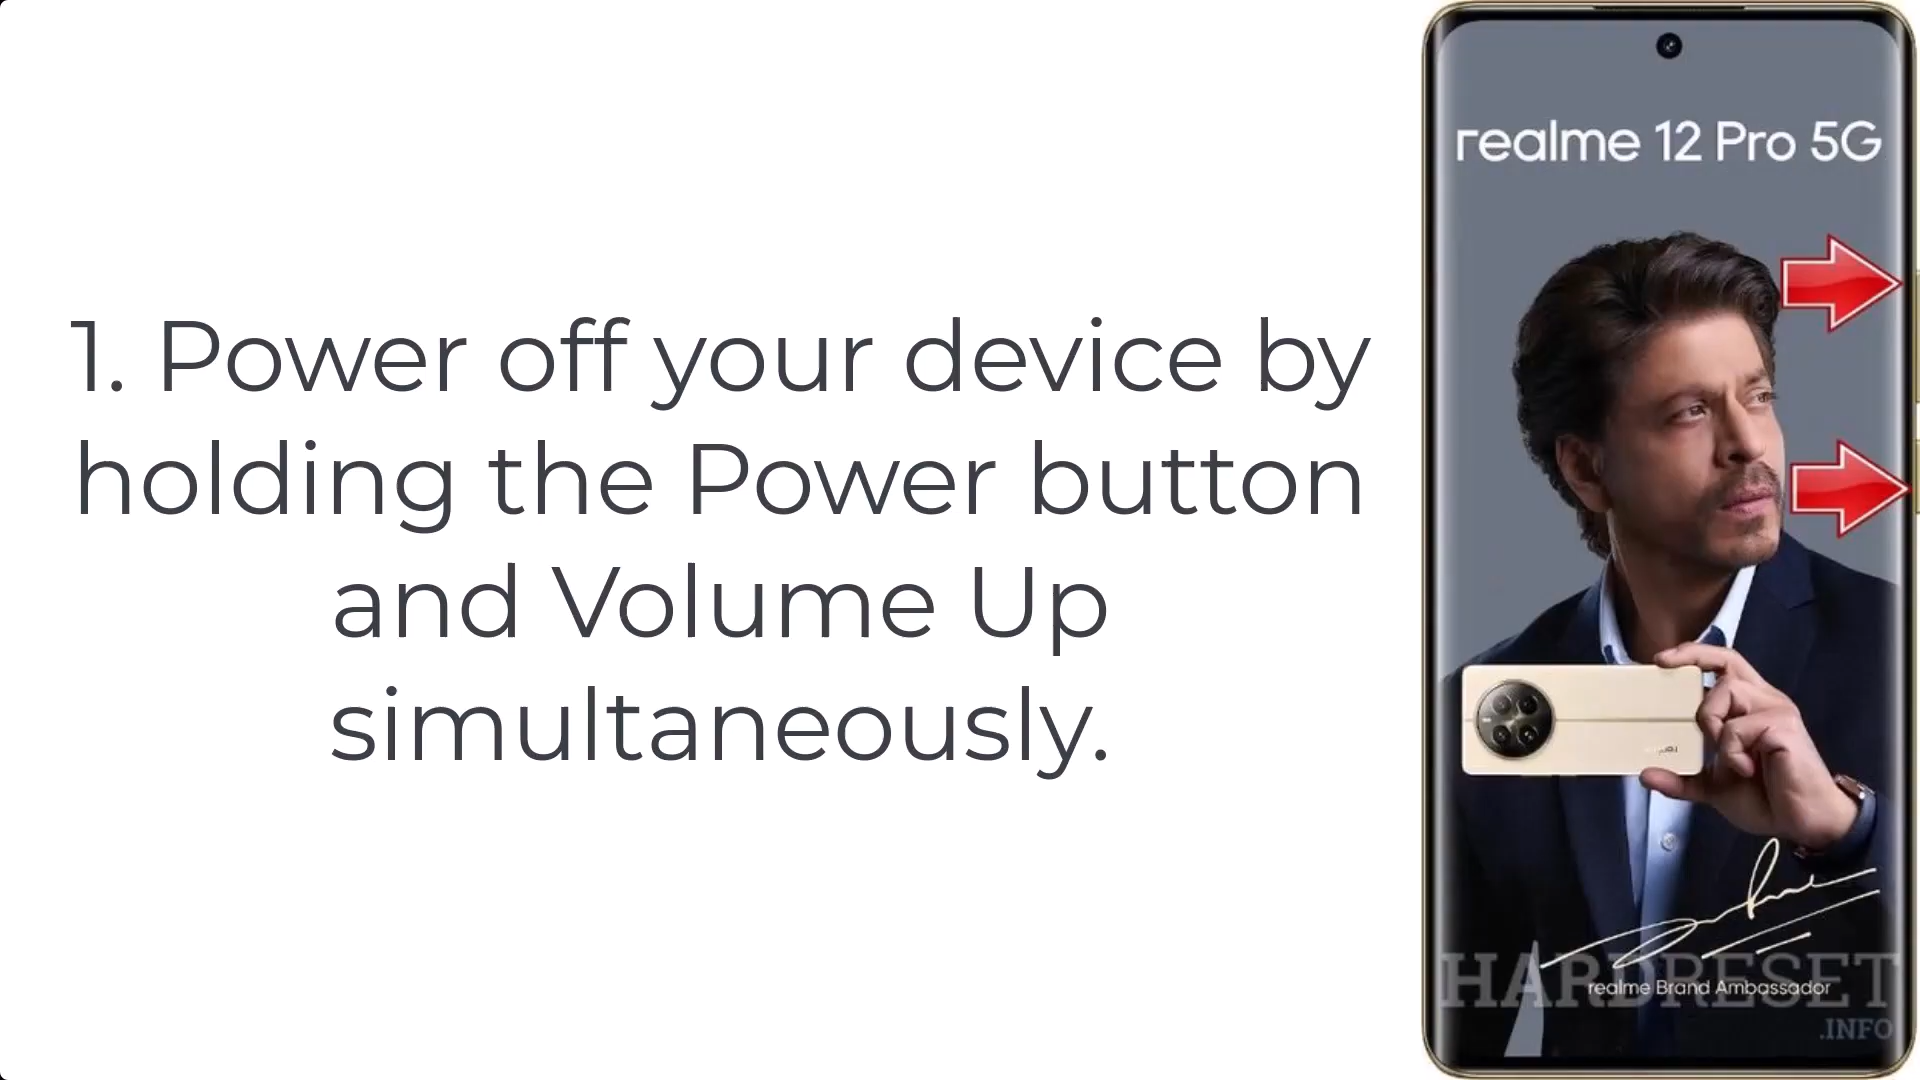 1. Power off your device by
holding the Power button
and Volume Up
simultaneously.
realme 12 Pro 5G
realme Brand Ambassador
HARDRESET
.INFO